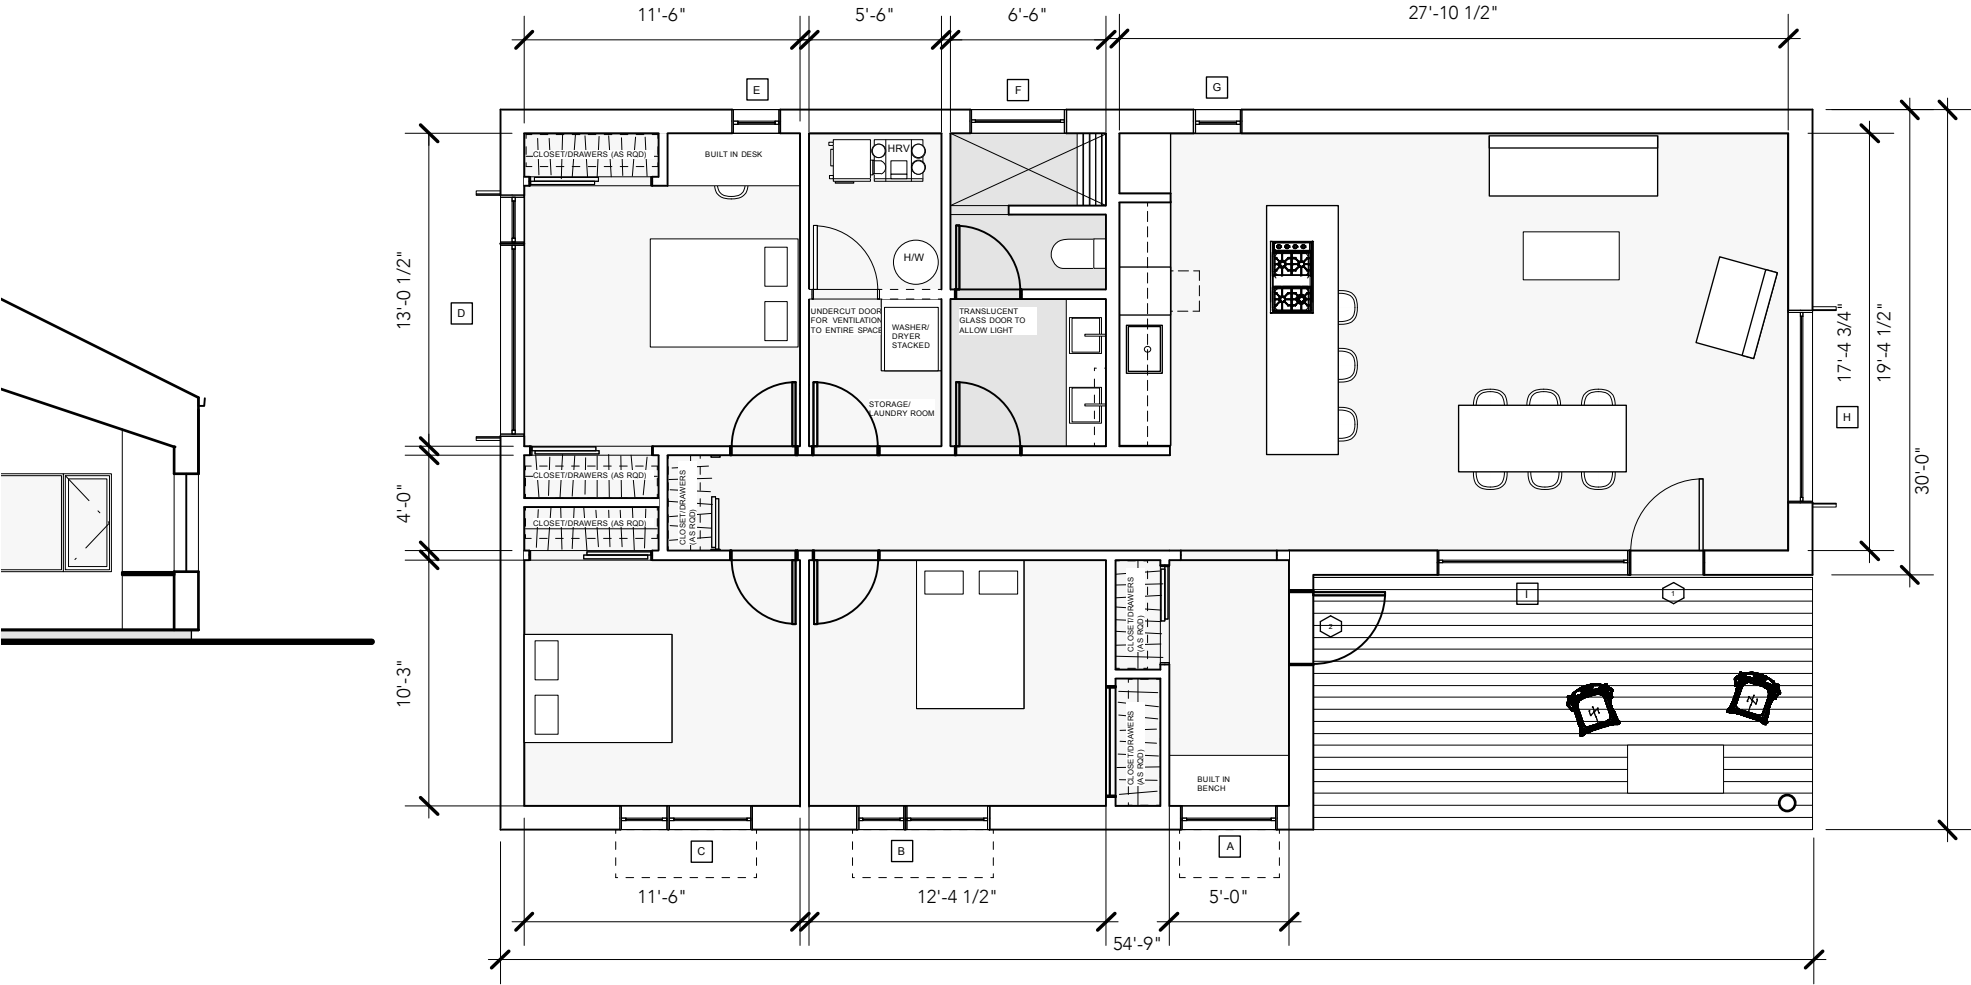 11'-6"
5'-6"
6'-6"
27'-10 1/2"
E
F
G
CLOSET/DRAWERS (AS RQD)
BUILT IN DESK
HRV
H/W
13'-0 1/2"
D
UNDERCUT DOOR
FOR VENTILATION
TO ENTIRE SPACE
WASHER/
DRYER
STACKED
TRANSLUCENT
GLASS DOOR TO
ALLOW LIGHT
STORAGE/
LAUNDRY ROOM
17'-4 3/4"
19'-4 1/2"
H
30'-0"
CLOSET/DRAWERS (AS RQD)
CLOSET/DRAWERS (AS RQD)
CLOSET/DRAWERS
(AS RQD)
4'-0"
10'-3"
CLOSET/DRAWERS
(AS RQD)
CLOSET/DRAWERS
(AS RQD)
I
1
2
BUILT IN
BENCH
C
B
A
11'-6"
12'-4 1/2"
5'-0"
54'-9"